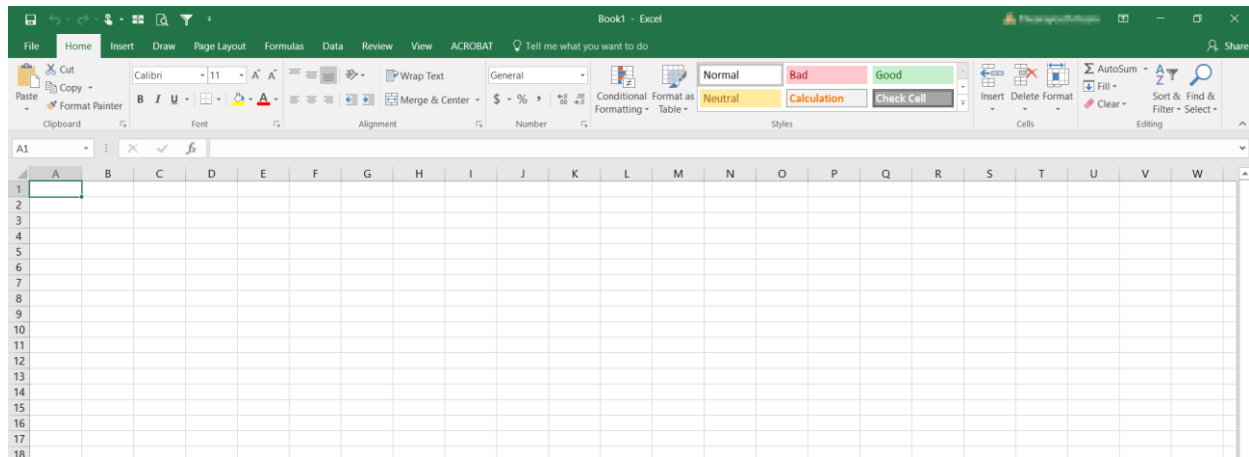 Book1 - Excel
File Home Insert Draw Page Layout Formulas Data Review View ACROBAT Tell me what you want to do Share
Cut
Copy
Format Painter
Paste
Clipboard
Calibri 11 A A
B I U A
Font
Wrap Text
Merge & Center
Alignment
General
$ % ,
Number
Conditional Formatting
Format as Table
Normal Bad Good
Neutral Calculation Check Cell
Styles
Insert Delete Format
Cells
AutoSum
Fill
Clear
Sort & Filter
Find & Select
Editing
A1 fx
A B C D E F G H I J K L M N O P Q R S T U V W
1
2
3
4
5
6
7
8
9
10
11
12
13
14
15
16
17
18